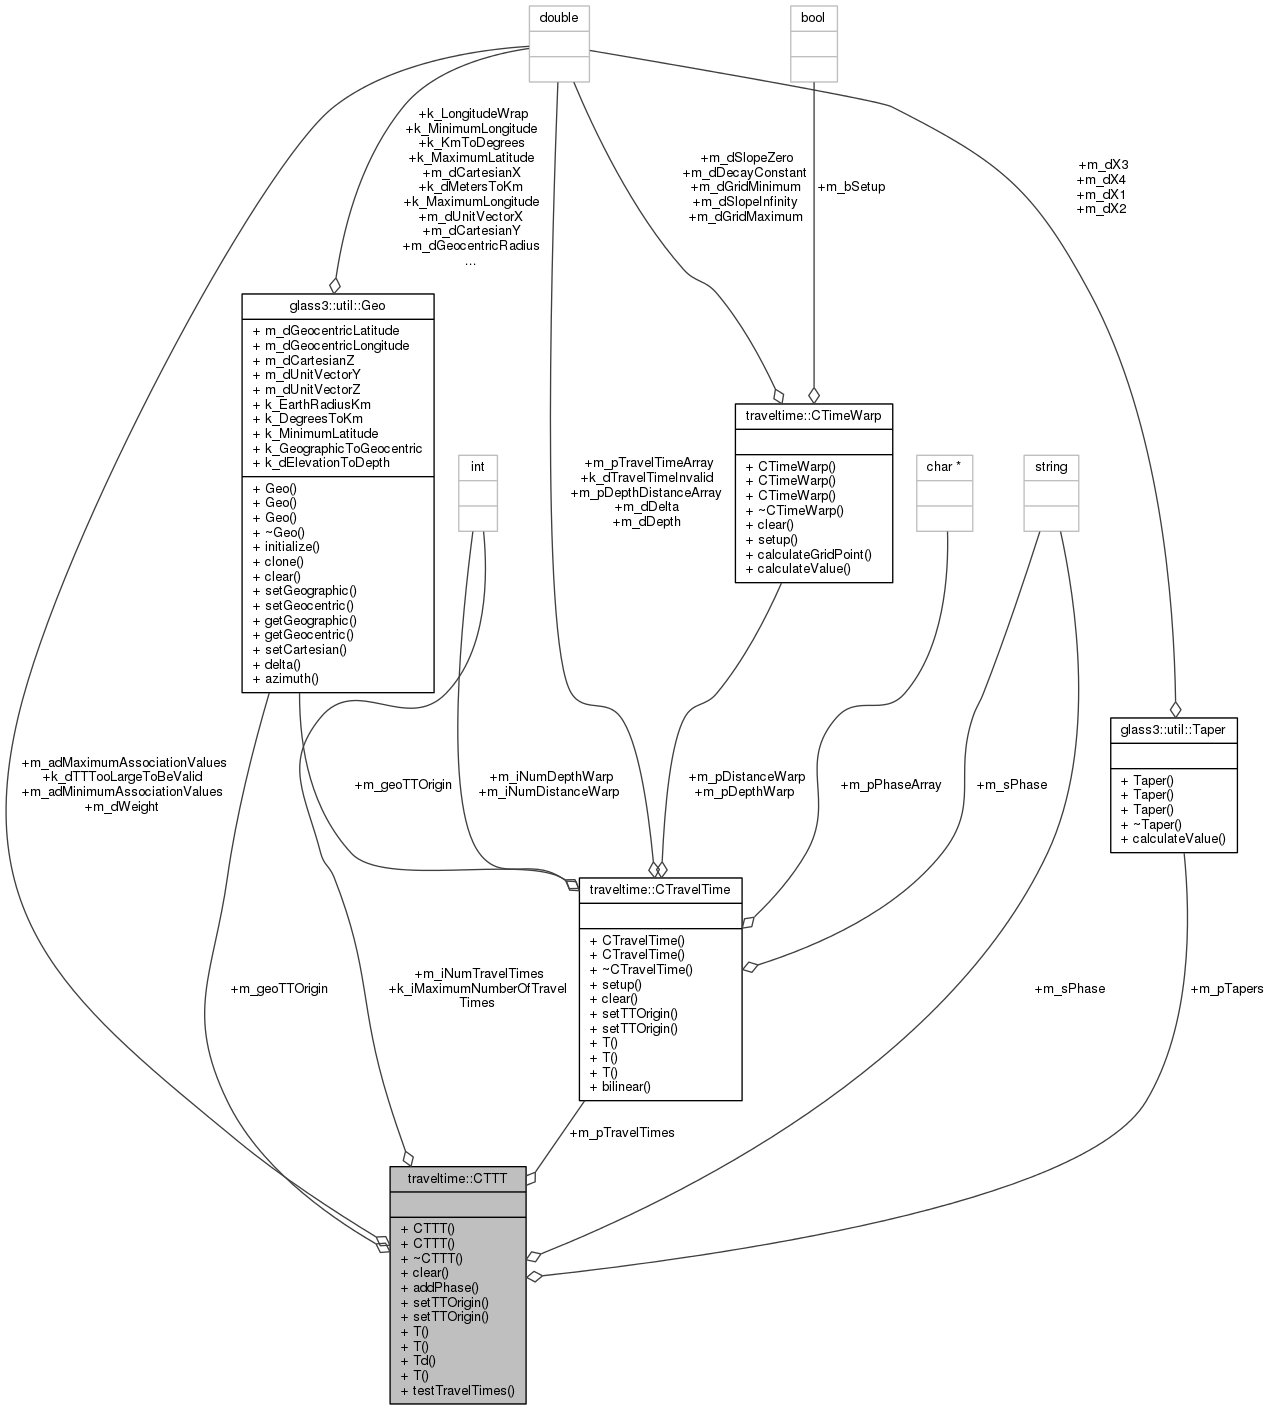 double
bool
+k_LongitudeWrap
+k_MinimumLongitude
+k_KmToDegrees
+k_MaximumLatitude
+m_dCartesianX
+k_dMetersToKm
+k_MaximumLongitude
+m_dUnitVectorX
+m_dCartesianY
+m_dGeocentricRadius
...
+m_dSlopeZero
+m_dDecayConstant
+m_dGridMinimum
+m_dSlopeInfinity
+m_dGridMaximum
+m_bSetup
+m_dX3
+m_dX4
+m_dX1
+m_dX2
glass3::util::Geo
+ m_dGeocentricLatitude
+ m_dGeocentricLongitude
+ m_dCartesianZ
+ m_dUnitVectorY
+ m_dUnitVectorZ
+ k_EarthRadiusKm
+ k_DegreesToKm
+ k_MinimumLatitude
+ k_GeographicToGeocentric
+ k_dElevationToDepth
+ Geo()
+ Geo()
+ Geo()
+ ~Geo()
+ initialize()
+ clone()
+ clear()
+ setGeographic()
+ setGeocentric()
+ getGeographic()
+ getGeocentric()
+ setCartesian()
+ delta()
+ azimuth()
int
+m_pTravelTimeArray
+k_dTravelTimeInvalid
+m_pDepthDistanceArray
+m_dDelta
+m_dDepth
traveltime::CTimeWarp
+ CTimeWarp()
+ CTimeWarp()
+ CTimeWarp()
+ ~CTimeWarp()
+ clear()
+ setup()
+ calculateGridPoint()
+ calculateValue()
char *
string
glass3::util::Taper
+ Taper()
+ Taper()
+ Taper()
+ ~Taper()
+ calculateValue()
+m_adMaximumAssociationValues
+k_dTTTooLargeToBeValid
+m_adMinimumAssociationValues
+m_dWeight
+m_geoTTOrigin
+m_iNumDepthWarp
+m_iNumDistanceWarp
+m_pDistanceWarp
+m_pDepthWarp
+m_pPhaseArray
+m_sPhase
traveltime::CTravelTime
+ CTravelTime()
+ CTravelTime()
+ ~CTravelTime()
+ setup()
+ clear()
+ setTTOrigin()
+ setTTOrigin()
+ T()
+ T()
+ T()
+ bilinear()
+m_geoTTOrigin
+m_iNumTravelTimes
+k_iMaximumNumberOfTravel
Times
+m_sPhase
+m_pTapers
+m_pTravelTimes
traveltime::CTTT
+ CTTT()
+ CTTT()
+ ~CTTT()
+ clear()
+ addPhase()
+ setTTOrigin()
+ setTTOrigin()
+ T()
+ T()
+ Td()
+ T()
+ testTravelTimes()